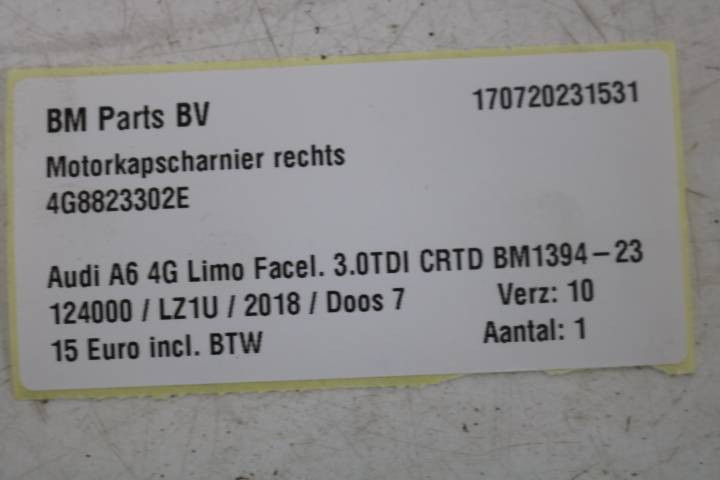 BM Parts BV 170720231531
Motorkapscharnier rechts
4G8823302E
Audi A6 4G Limo Facel. 3.0TDI CRTD BM1394-23
124000 / LZ1U / 2018 / Doos 7 Verz: 10
15 Euro incl. BTW Aantal: 1